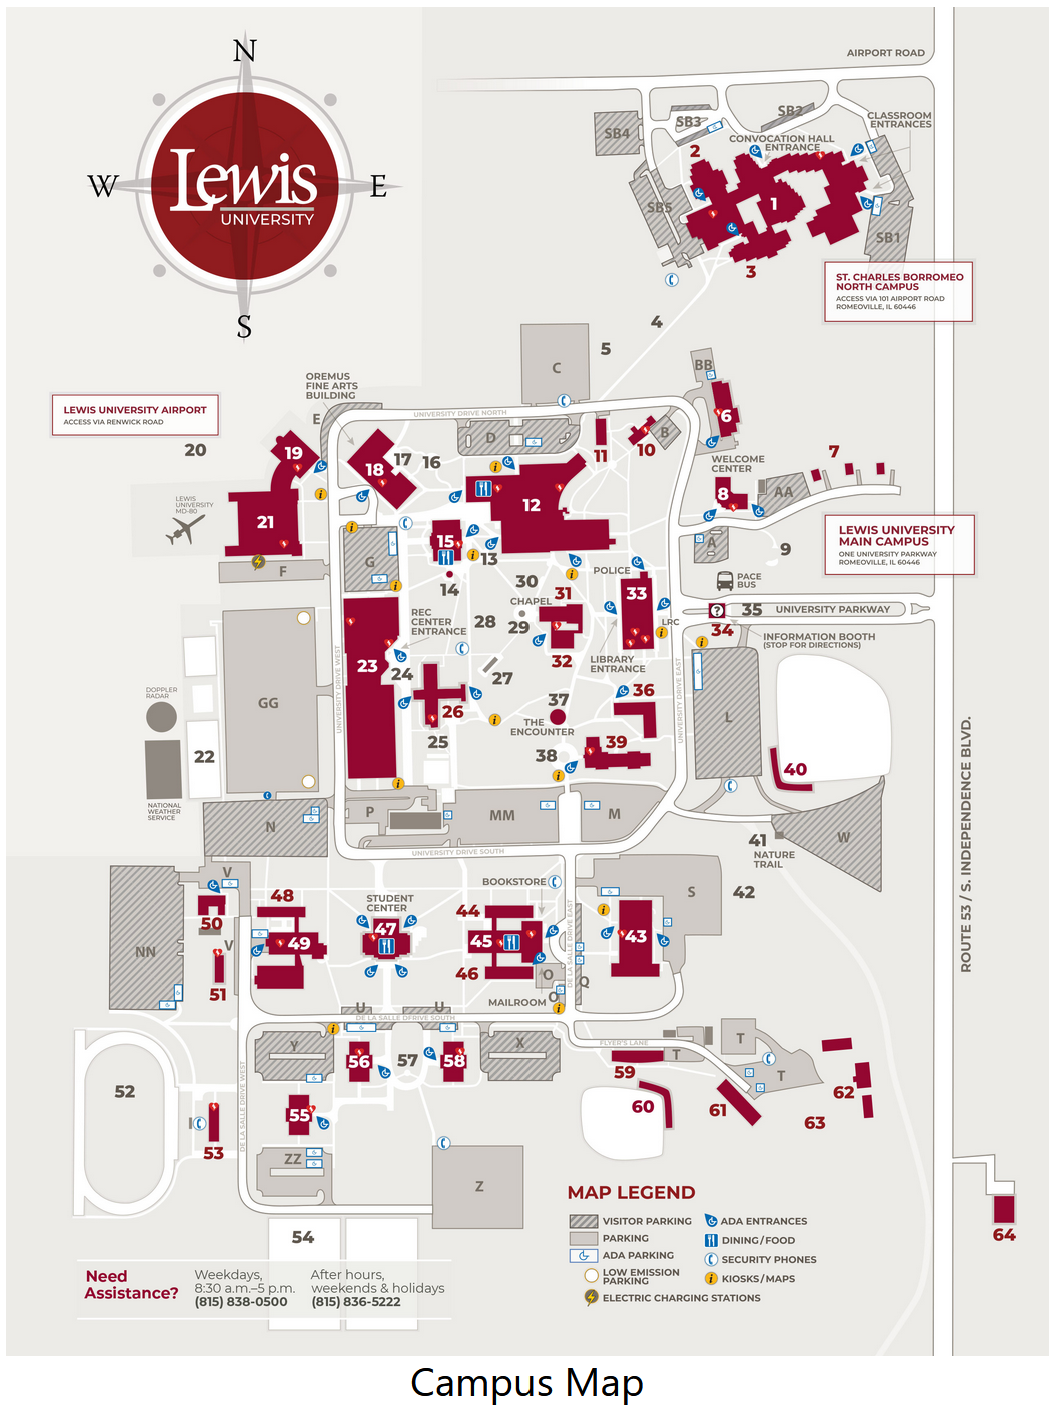 N
W
E
S
Lewis
UNIVERSITY
AIRPORT ROAD
SB4
SB3
SB2
CLASSROOM
ENTRANCES
CONVOCATION HALL
ENTRANCE
2
1
SB5
SB1
3
ST. CHARLES BORROMEO
NORTH CAMPUS
ACCESS VIA 101 AIRPORT ROAD
ROMEOVILLE, IL 60446
4
5
C
BB
OREMUS
FINE ARTS
BUILDING
LEWIS UNIVERSITY AIRPORT
ACCESS VIA RENWICK ROAD
E
UNIVERSITY DRIVE NORTH
6
20
19
D
11
10
B
17
16
18
WELCOME
CENTER
7
LEWIS
UNIVERSITY
MD-80
21
12
8
AA
15
13
A
9
LEWIS UNIVERSITY
MAIN CAMPUS
ONE UNIVERSITY PARKWAY
ROMEOVILLE, IL 60446
F
G
14
30
POLICE
PACE
BUS
31
33
CHAPEL
29
28
REC
CENTER
ENTRANCE
LRC
?
34
35
UNIVERSITY PARKWAY
INFORMATION BOOTH
(STOP FOR DIRECTIONS)
32
LIBRARY
ENTRANCE
23
24
27
UNIVERSITY DRIVE WEST
UNIVERSITY DRIVE EAST
GG
DOPPLER
RADAR
26
25
36
37
THE
ENCOUNTER
L
22
38
39
40
NATIONAL
WEATHER
SERVICE
N
P
MM
M
41
NATURE
TRAIL
W
UNIVERSITY DRIVE SOUTH
ROUTE 53 / S. INDEPENDENCE BLVD.
V
BOOKSTORE
S
42
48
STUDENT
CENTER
44
50
47
45
43
49
NN
V
46
51
O
Q
DE LA SALLE DRIVE EAST
MAILROOM
O
U
U
DE LA SALLE DFRIVE SOUTH
Y
X
FLYER'S LANE
T
T
T
52
56
57
58
59
62
60
61
63
55
I
53
DE LA SALLE DRIVE WEST
ZZ
Z
54
64
MAP LEGEND
VISITOR PARKING
PARKING
ADA PARKING
LOW EMISSION
PARKING
ELECTRIC CHARGING STATIONS
ADA ENTRANCES
DINING/FOOD
SECURITY PHONES
KIOSKS/MAPS
Need
Assistance?
Weekdays,
8:30 a.m.–5 p.m.
(815) 838-0500
After hours,
weekends & holidays
(815) 836-5222
Campus Map